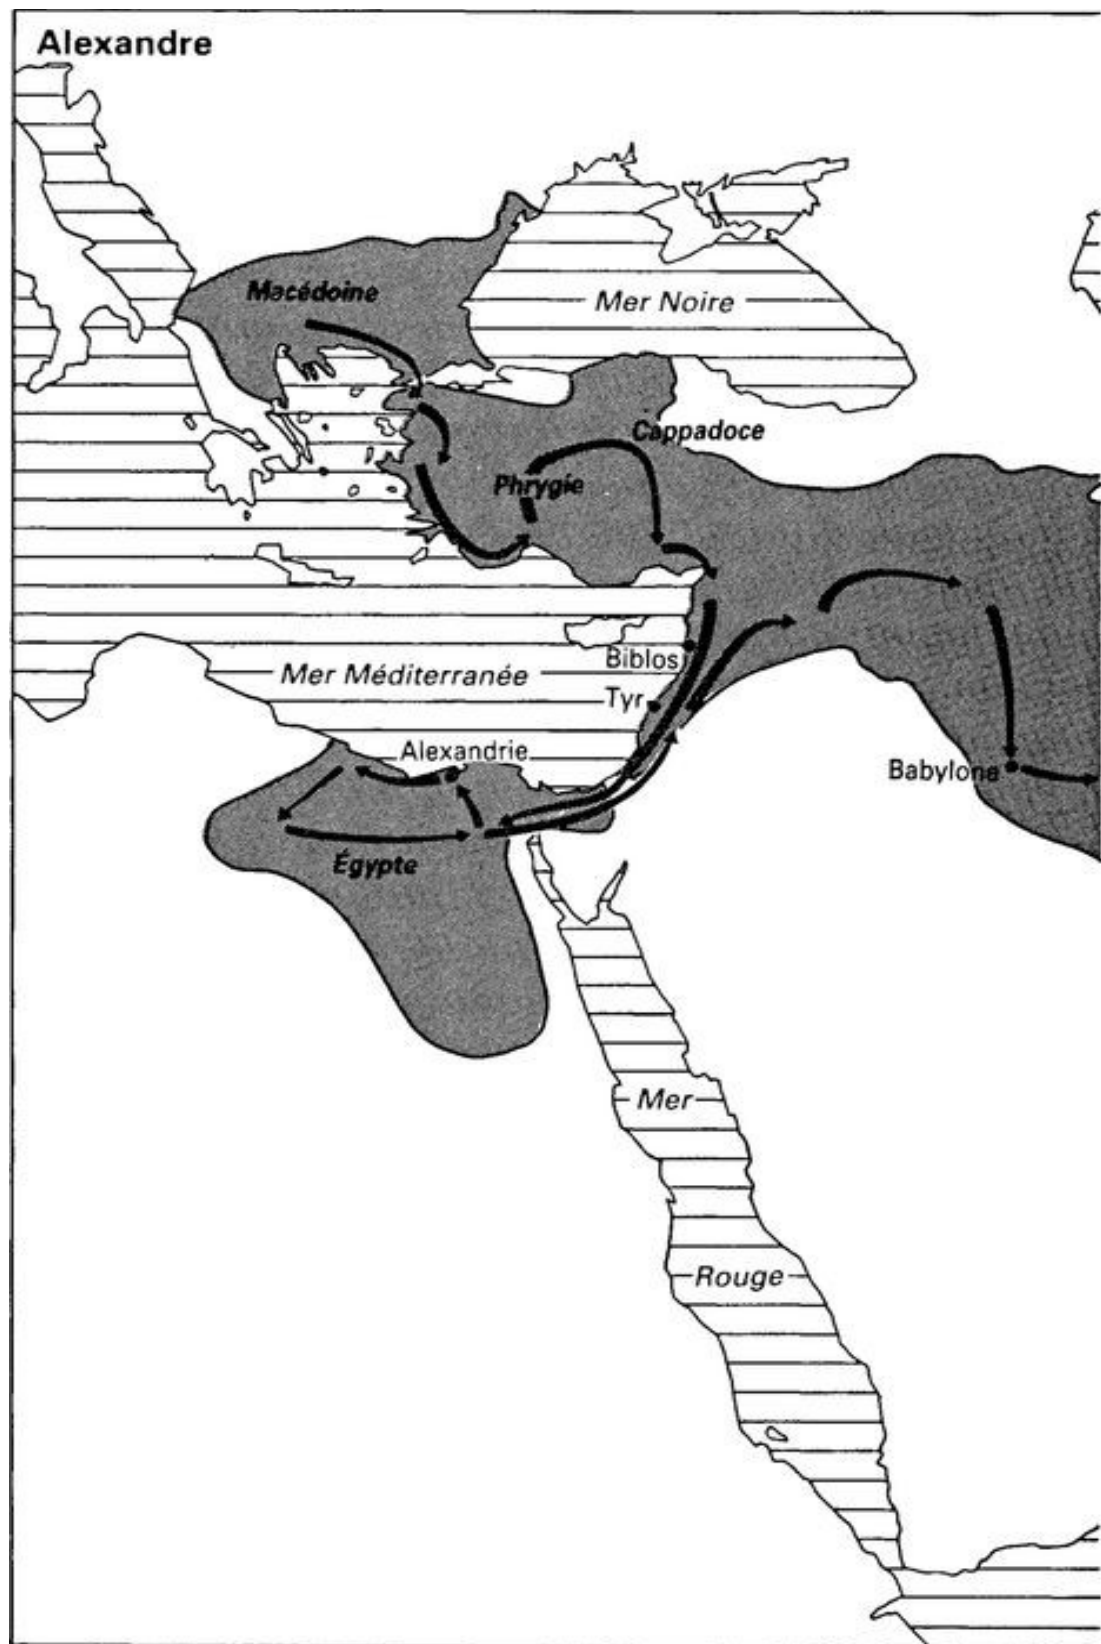 Alexandre
Macédoine
Mer Noire
Cappadoce
Phrygie
Biblos
Mer Méditerranée
Tyr
Alexandrie
Babylone
Égypte
Mer
Rouge